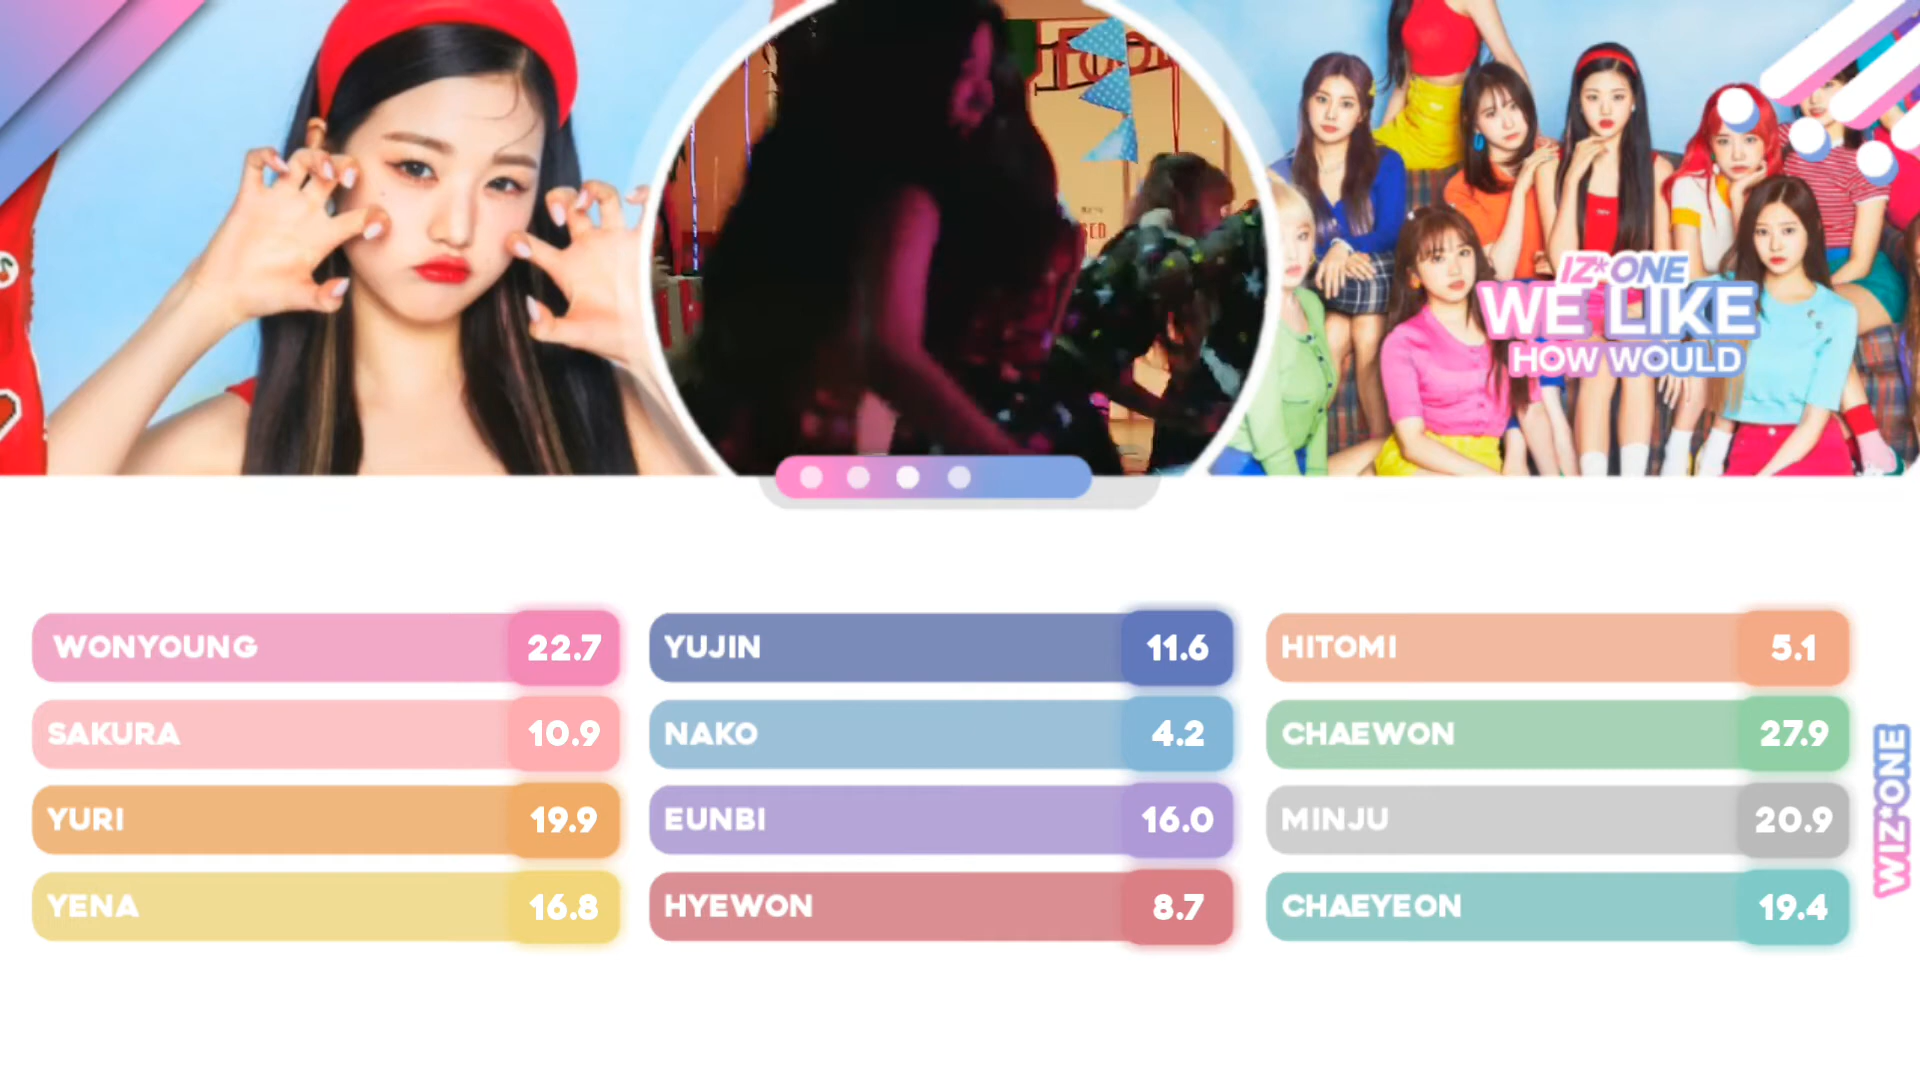 IZ*ONE
WE LIKE
HOW WOULD
WONYOUNG 22.7
YUJIN 11.6
HITOMI 5.1
SAKURA 10.9
NAKO 4.2
CHAEWON 27.9
YURI 19.9
EUNBI 16.0
MINJU 20.9
YENA 16.8
HYEWON 8.7
CHAEYEON 19.4
WIZ*ONE